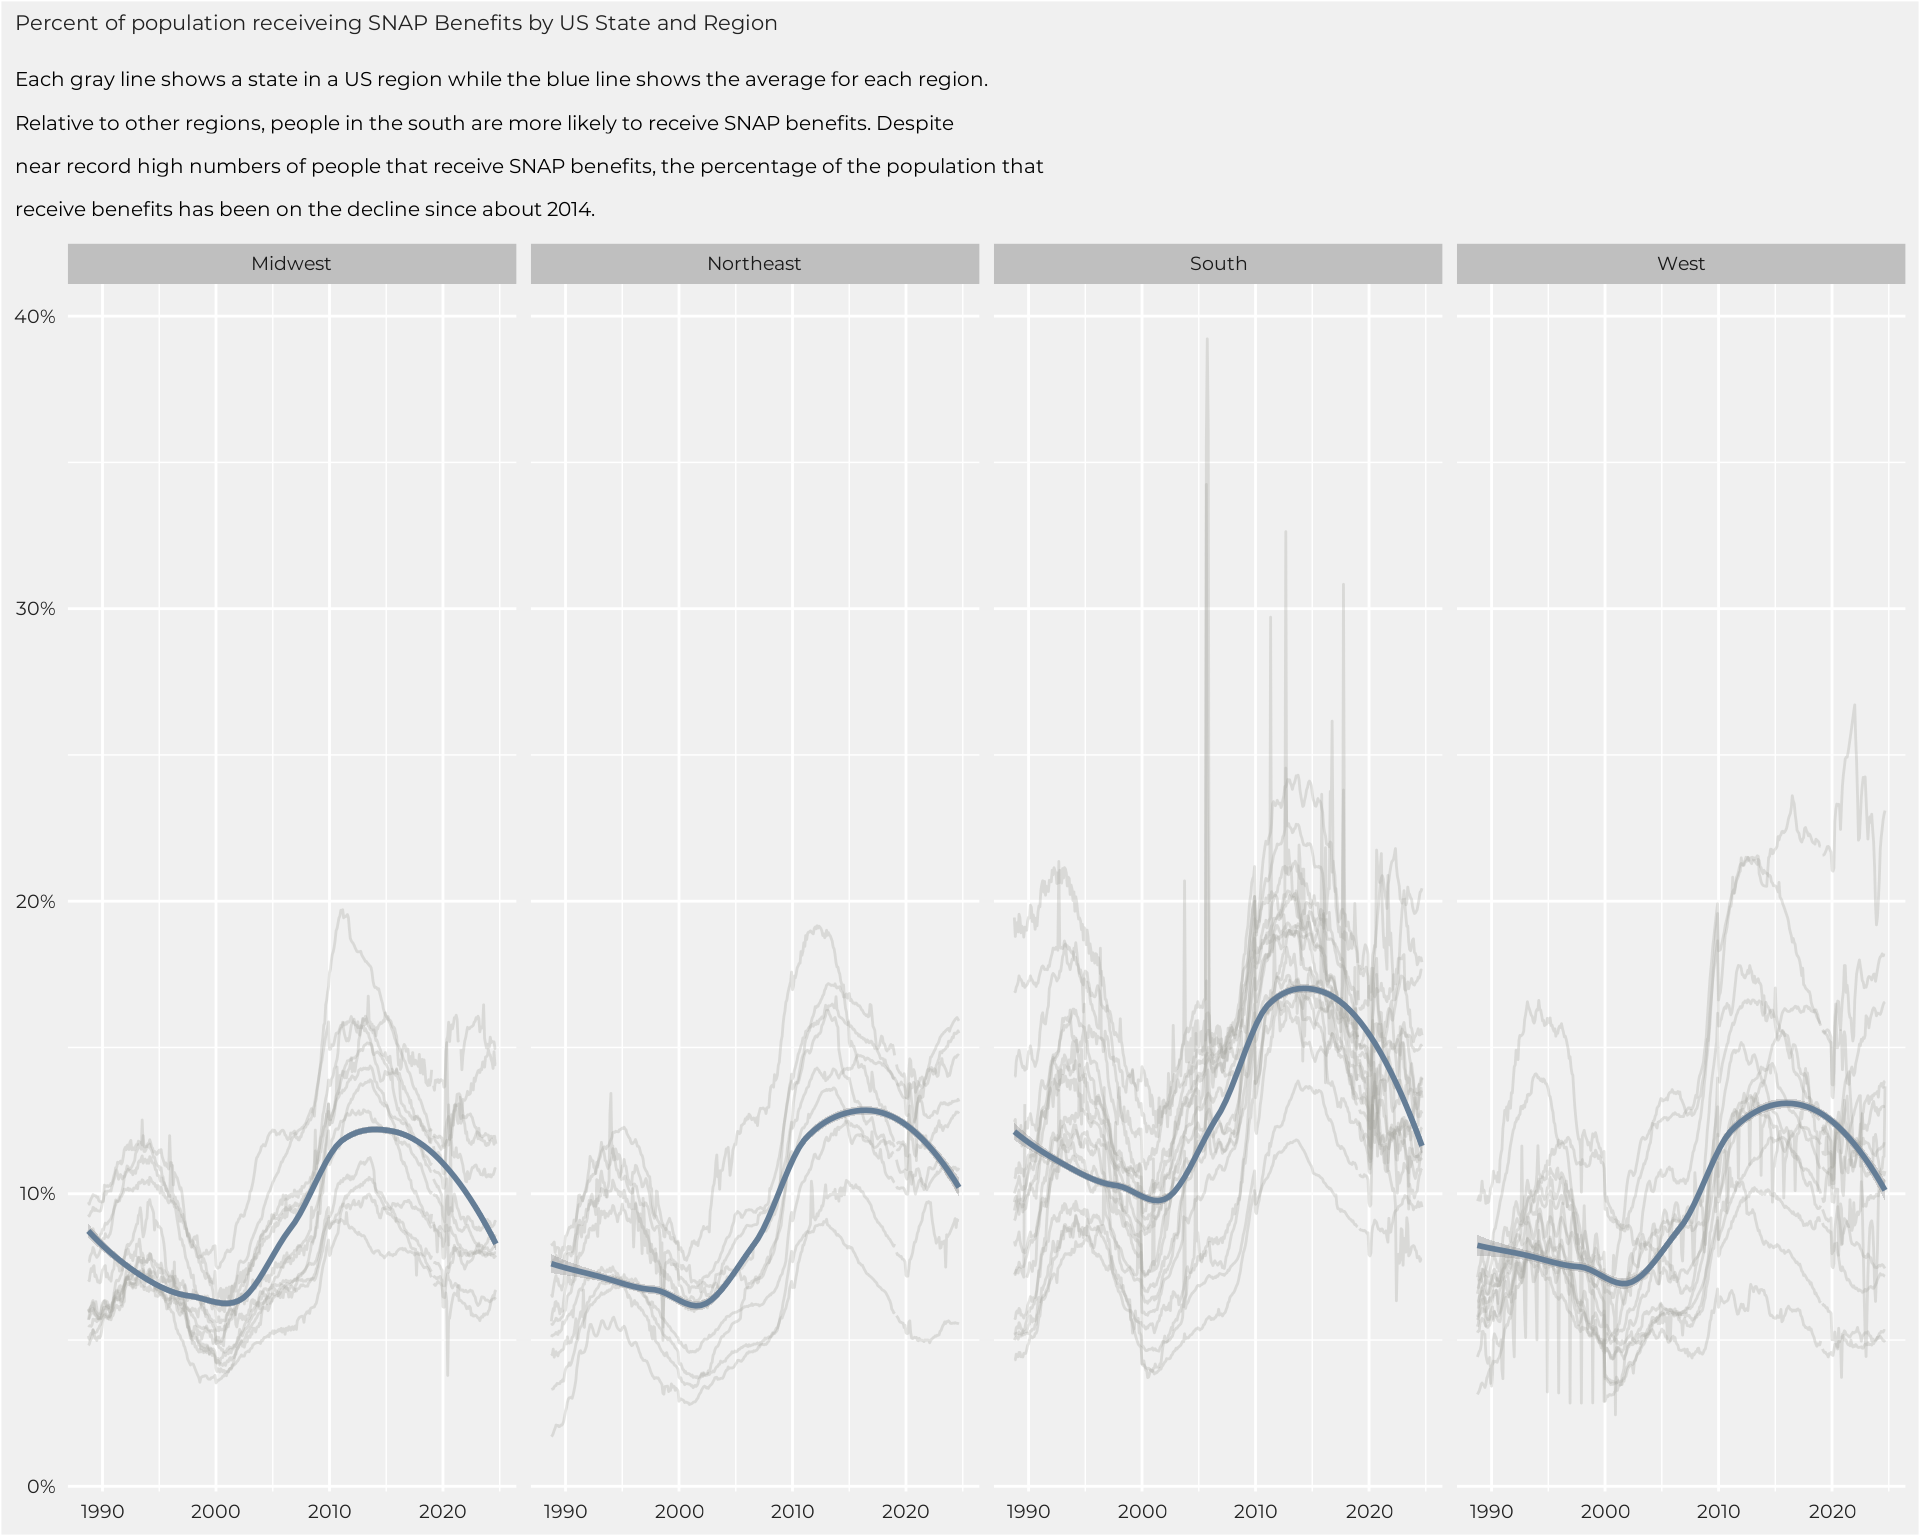 Percent of population receiveing SNAP Benefits by US State and Region
Each gray line shows a state in a US region while the blue line shows the average for each region.
Relative to other regions, people in the south are more likely to receive SNAP benefits. Despite
near record high numbers of people that receive SNAP benefits, the percentage of the population that
receive benefits has been on the decline since about 2014.
Midwest Northeast South West
40%
30%
20%
10%
0%
1990 2000 2010 2020 1990 2000 2010 2020 1990 2000 2010 2020 1990 2000 2010 2020